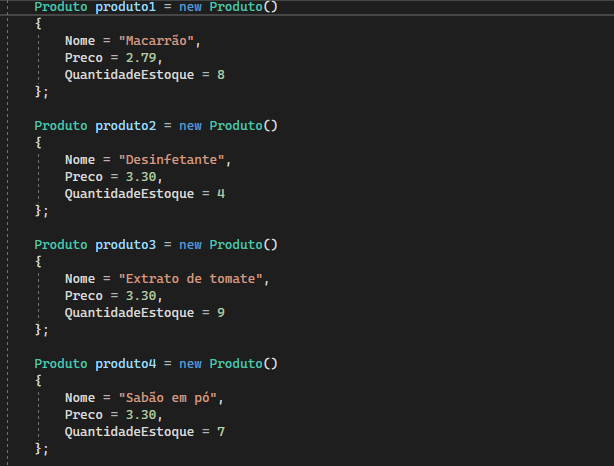 Produto produto1 = new Produto()
{
Nome = "Macarrão",
Preco = 2.79,
QuantidadeEstoque = 8
};
Produto produto2 = new Produto()
{
Nome = "Desinfetante",
Preco = 3.30,
QuantidadeEstoque = 4
};
Produto produto3 = new Produto()
{
Nome = "Extrato de tomate",
Preco = 3.30,
QuantidadeEstoque = 9
};
Produto produto4 = new Produto()
{
Nome = "Sabão em pó",
Preco = 3.30,
QuantidadeEstoque = 7
};